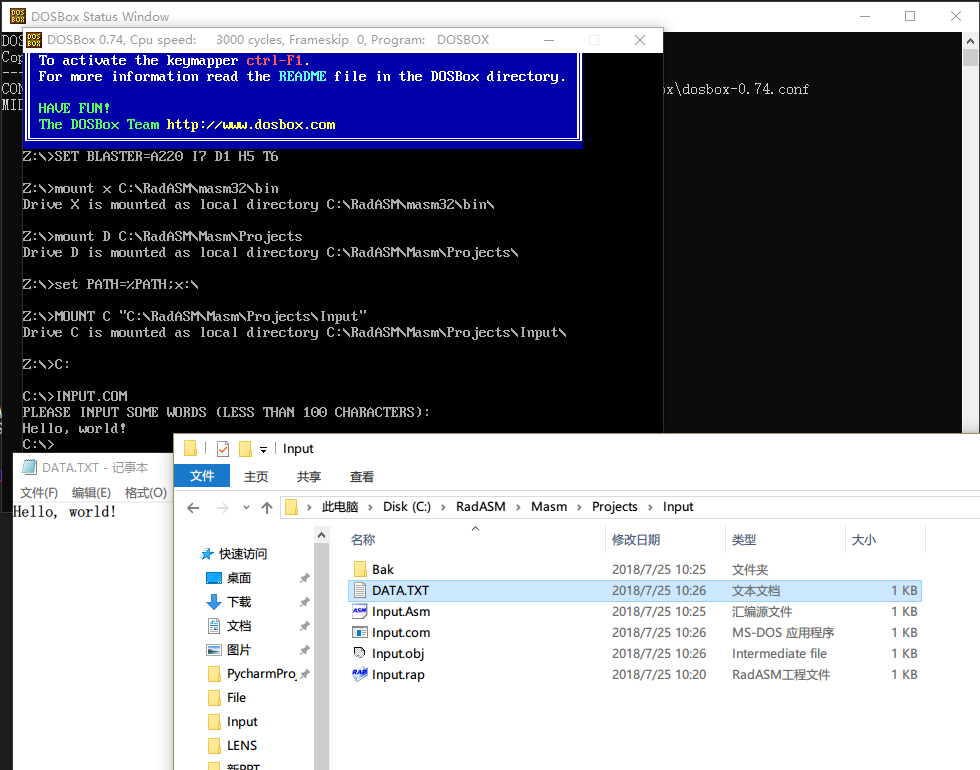 DOSBox Status Window
DOSBox 0.74, Cpu speed: 3000 cycles, Frameskip 0, Program: DOSBOX
DOS
Cop
---
CON
x\dosbox-0.74.conf
MID
To activate the keymapper ctrl-F1.
For more information read the README file in the DOSBox directory.
HAVE FUN!
The DOSBox Team http://www.dosbox.com
Z:\>SET BLASTER=A220 I7 D1 H5 T6
Z:\>mount x C:\RadASM\masm32\bin
Drive X is mounted as local directory C:\RadASM\masm32\bin\
Z:\>mount D C:\RadASM\Masm\Projects
Drive D is mounted as local directory C:\RadASM\Masm\Projects\
Z:\>set PATH=%PATH;x:\
Z:\>MOUNT C "C:\RadASM\Masm\Projects\Input"
Drive C is mounted as local directory C:\RadASM\Masm\Projects\Input\
Z:\>C:
C:\>INPUT.COM
PLEASE INPUT SOME WORDS (LESS THAN 100 CHARACTERS):
Hello, world!
C:\>
DATA.TXT - 记事本
文件(F) 编辑(E) 格式(O)
Hello, world!
Input
文件 主页 共享 查看
此电脑 > Disk (C:) > RadASM > Masm > Projects > Input
快速访问
桌面
下载
文档
图片
PycharmProj
File
Input
LENS
新PPT
名称 修改日期 类型 大小
Bak 2018/7/25 10:25 文件夹
DATA.TXT 2018/7/25 10:26 文本文档 1 KB
Input.Asm 2018/7/25 10:25 汇编源文件 1 KB
Input.com 2018/7/25 10:26 MS-DOS 应用程序 1 KB
Input.obj 2018/7/25 10:26 Intermediate file 1 KB
Input.rap 2018/7/25 10:20 RadASM工程文件 1 KB